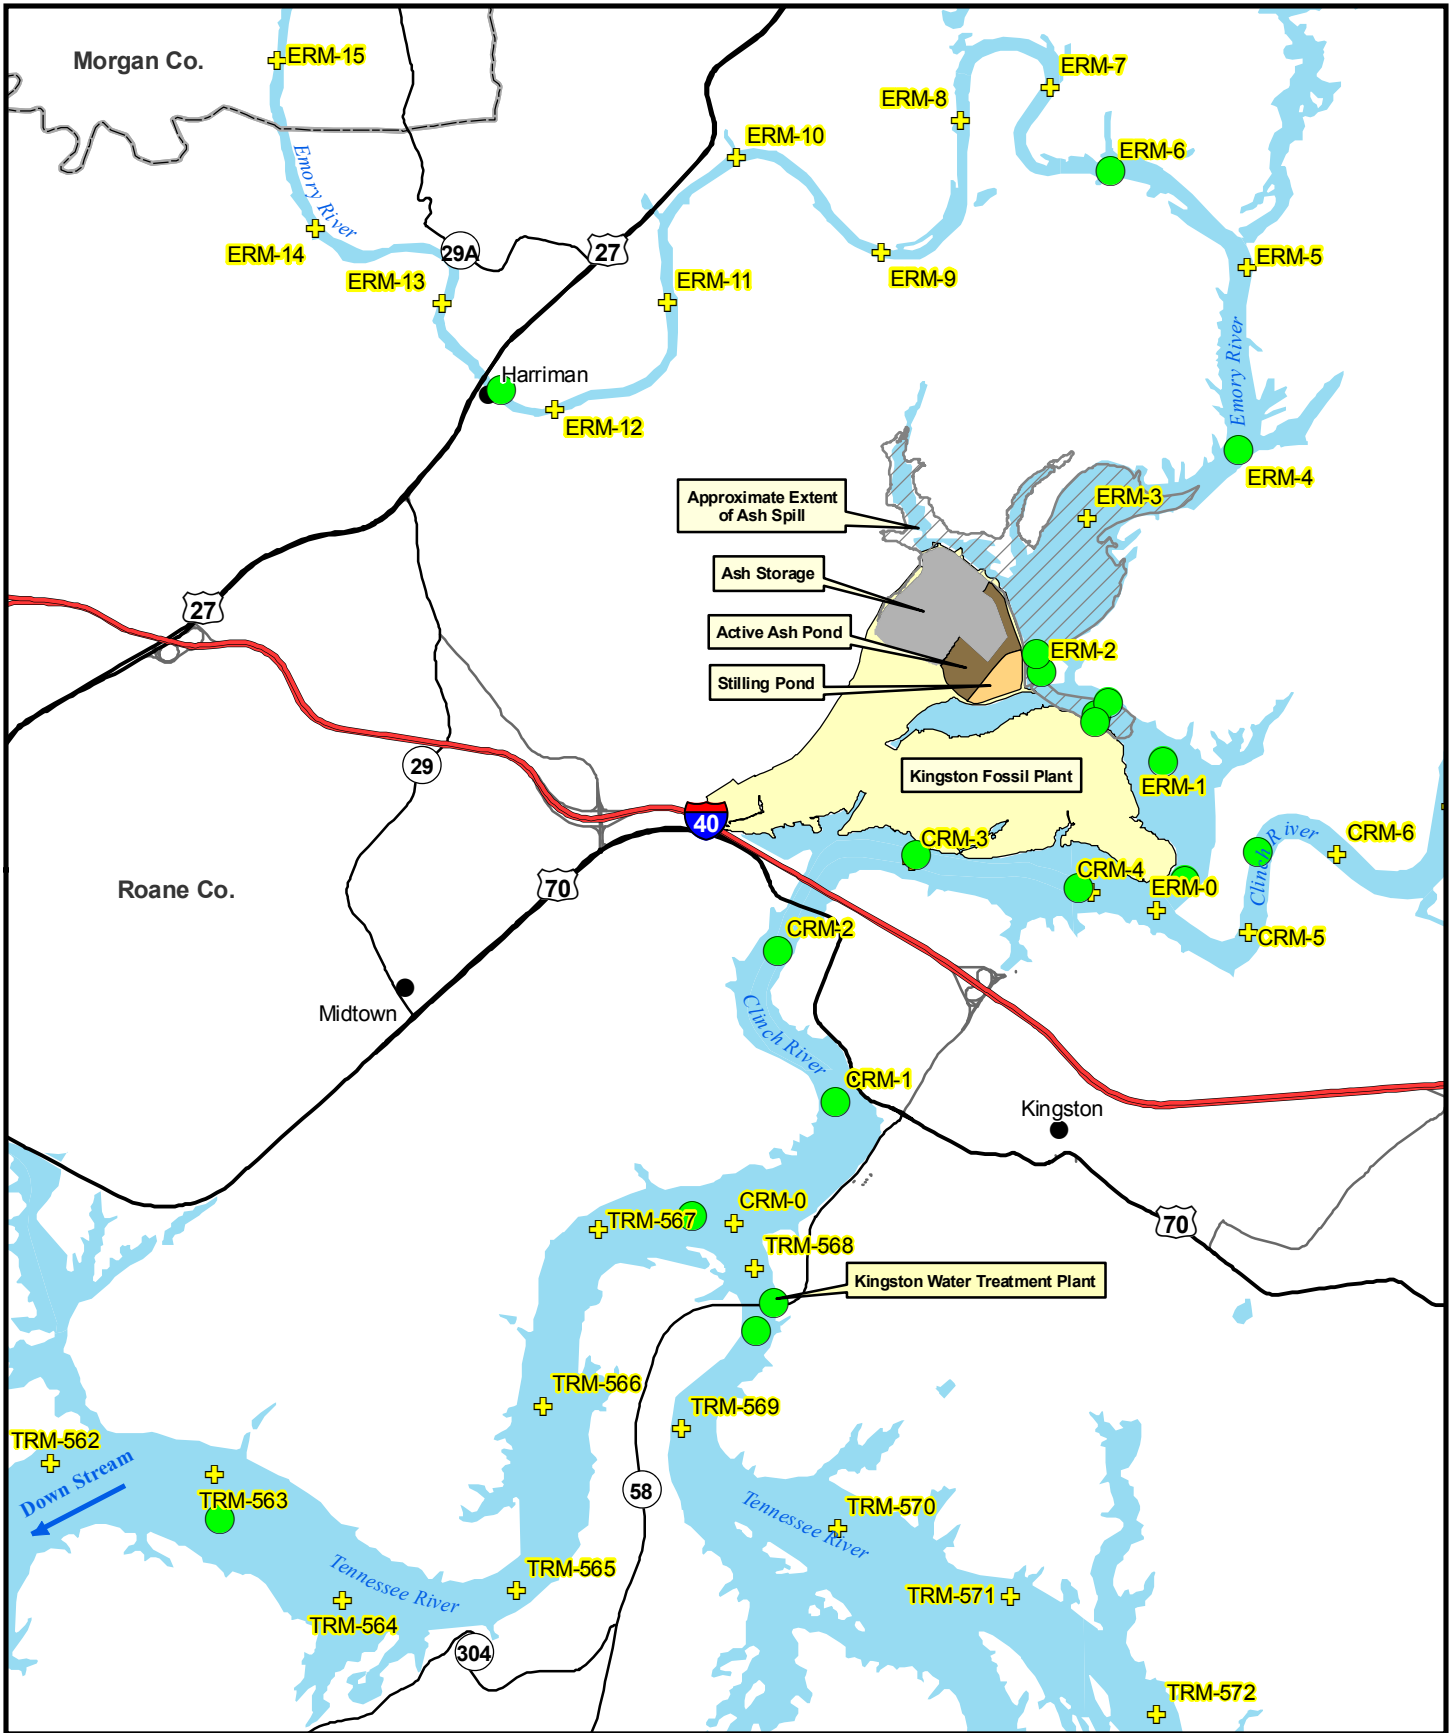 Morgan Co.
ERM-15
ERM-7
ERM-8
ERM-10
ERM-6
Emory River
ERM-14
29A
27
ERM-9
ERM-5
ERM-13
ERM-11
Harriman
ERM-12
Emory River
ERM-4
Approximate Extent
of Ash Spill
ERM-3
Ash Storage
27
Active Ash Pond
ERM-2
Stilling Pond
29
Kingston Fossil Plant
ERM-1
40
CRM-3
Clinch River
CRM-6
Roane Co.
70
CRM-4
ERM-0
CRM-2
CRM-5
Midtown
Clinch River
CRM-1
Kingston
CRM-0
TRM-567
70
TRM-568
Kingston Water Treatment Plant
TRM-566
TRM-569
TRM-562
Down Stream
TRM-563
58
Tennessee River
TRM-570
Tennessee River
TRM-565
TRM-571
TRM-564
304
TRM-572